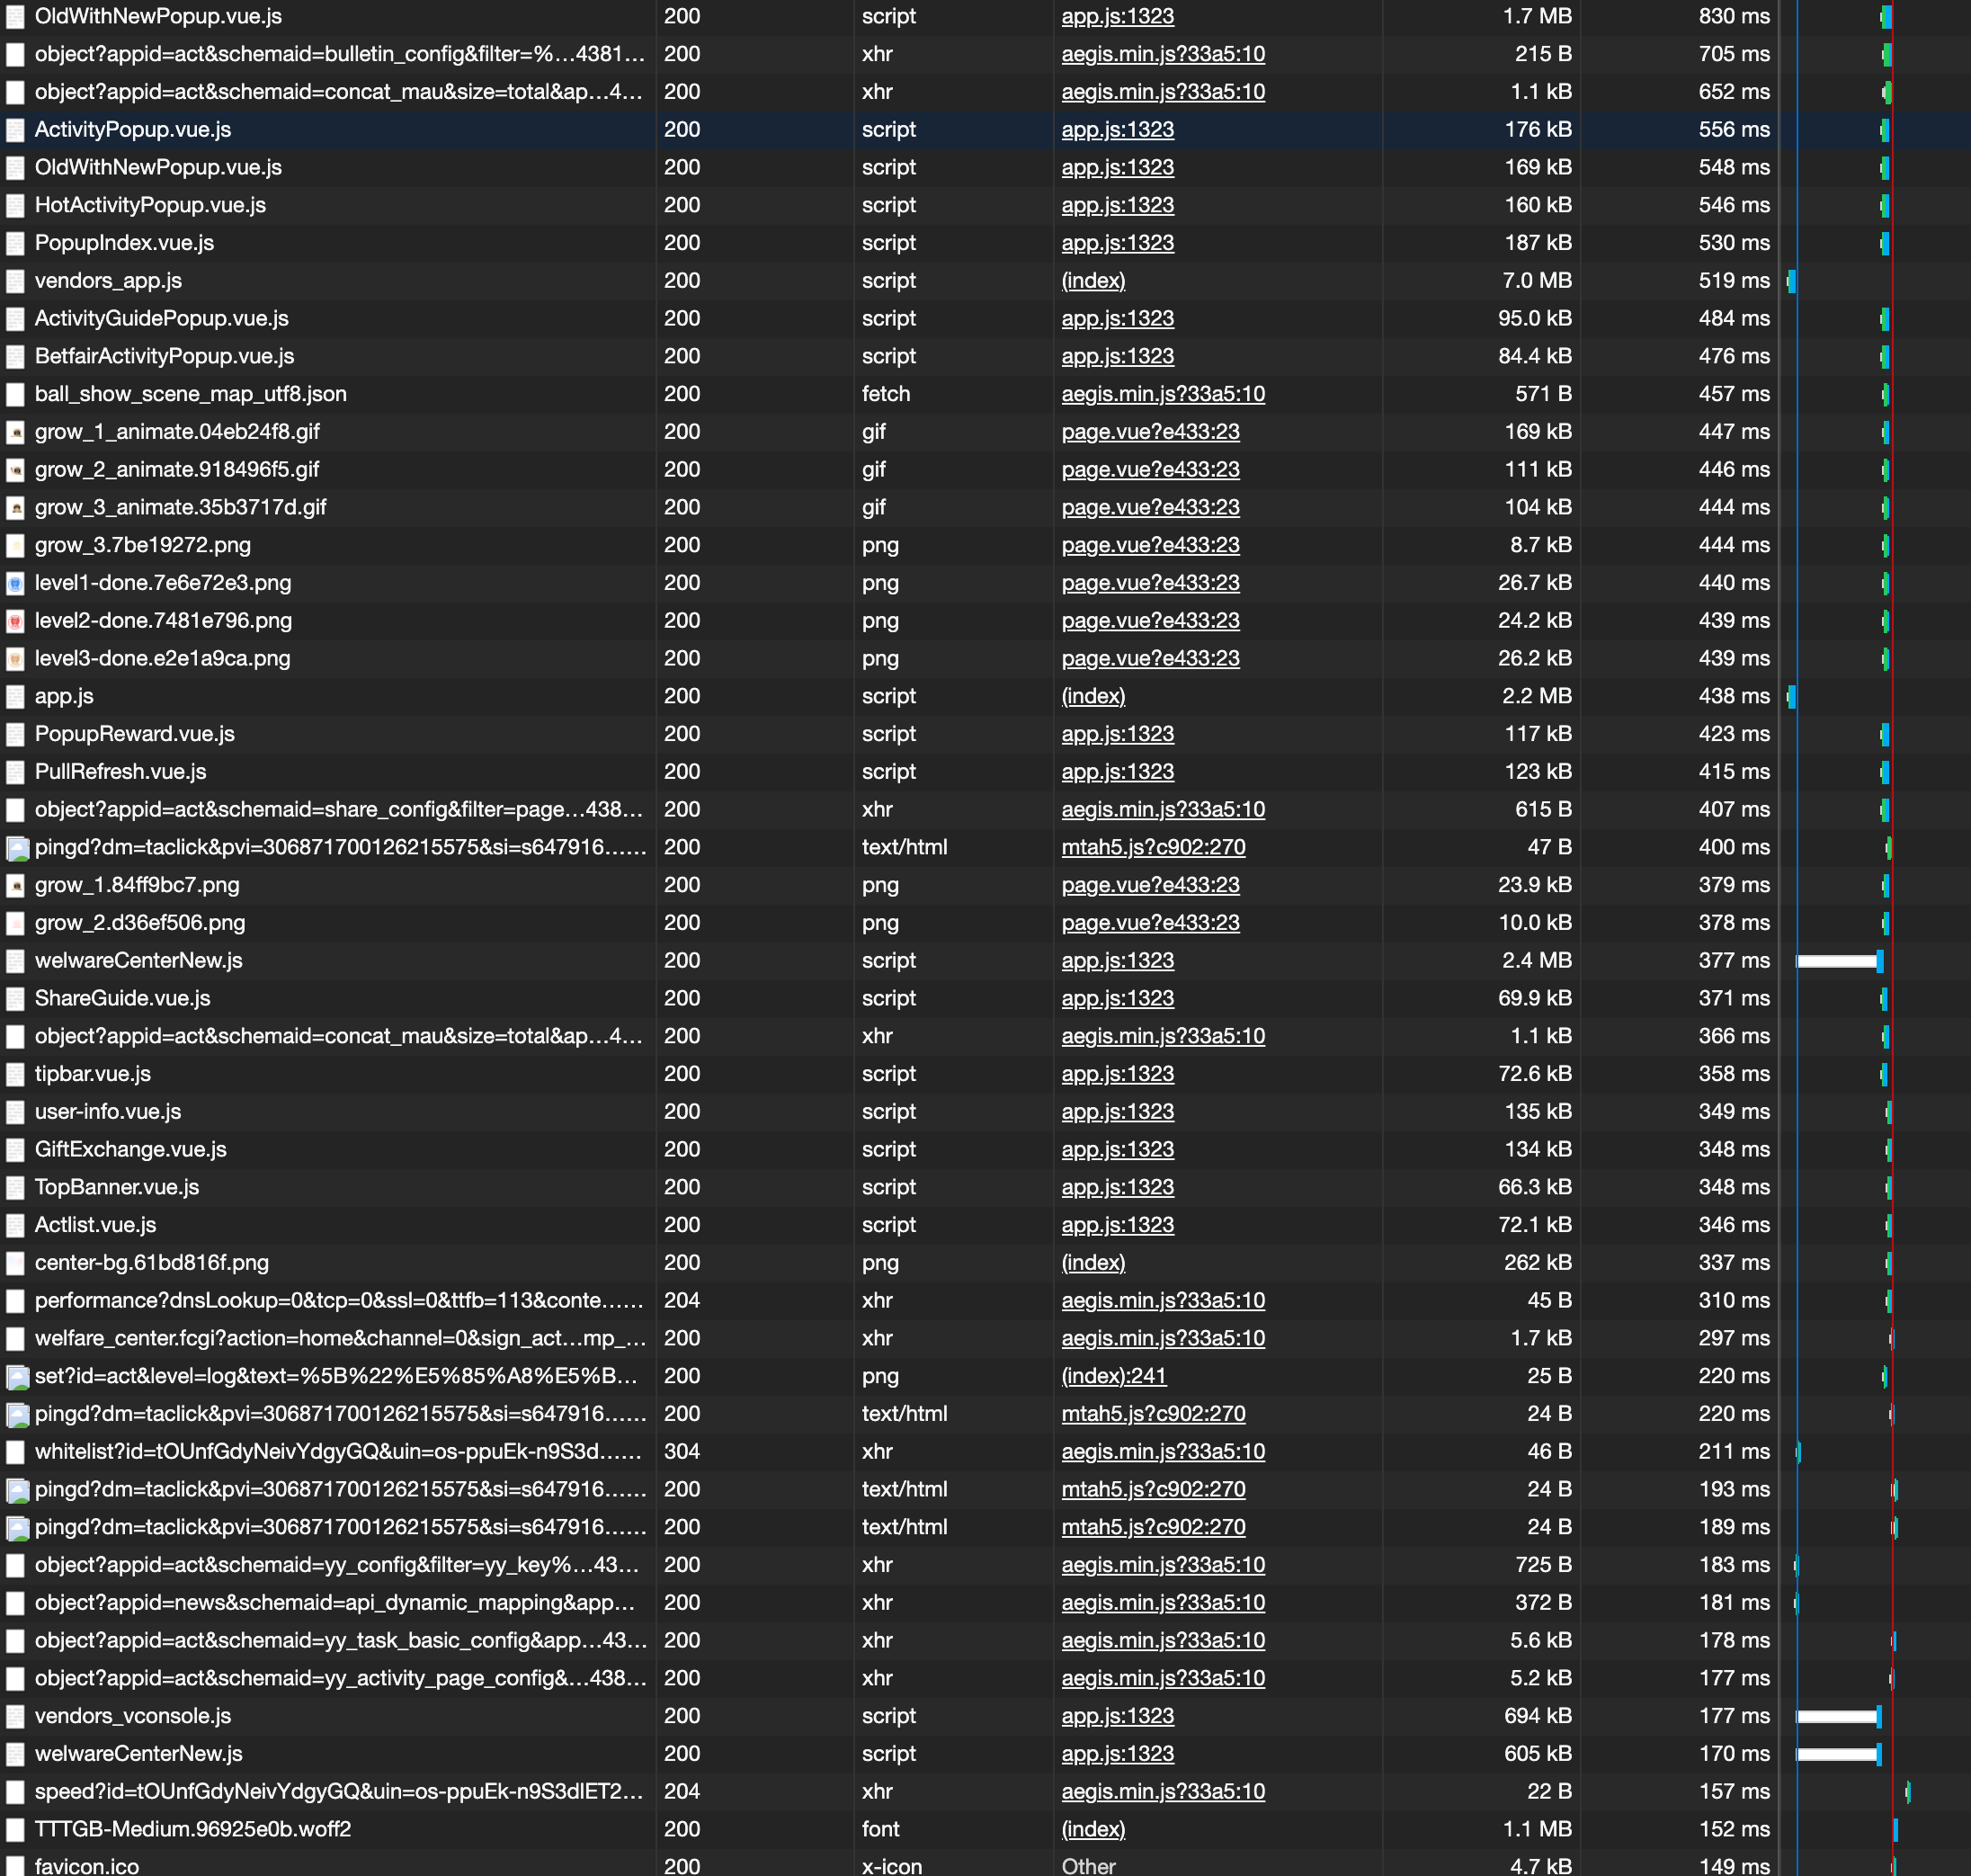 OldWithNewPopup.vue.js 200 script app.js:1323 1.7 MB 830 ms
object?appid=act&schemaid=bulletin_config&filter=%…4381… 200 xhr aegis.min.js?33a5:10 215 B 705 ms
object?appid=act&schemaid=concat_mau&size=total&ap…4… 200 xhr aegis.min.js?33a5:10 1.1 kB 652 ms
ActivityPopup.vue.js 200 script app.js:1323 176 kB 556 ms
OldWithNewPopup.vue.js 200 script app.js:1323 169 kB 548 ms
HotActivityPopup.vue.js 200 script app.js:1323 160 kB 546 ms
PopupIndex.vue.js 200 script app.js:1323 187 kB 530 ms
vendors_app.js 200 script (index) 7.0 MB 519 ms
ActivityGuidePopup.vue.js 200 script app.js:1323 95.0 kB 484 ms
BetfairActivityPopup.vue.js 200 script app.js:1323 84.4 kB 476 ms
ball_show_scene_map_utf8.json 200 fetch aegis.min.js?33a5:10 571 B 457 ms
grow_1_animate.04eb24f8.gif 200 gif page.vue?e433:23 169 kB 447 ms
grow_2_animate.918496f5.gif 200 gif page.vue?e433:23 111 kB 446 ms
grow_3_animate.35b3717d.gif 200 gif page.vue?e433:23 104 kB 444 ms
grow_3.7be19272.png 200 png page.vue?e433:23 8.7 kB 444 ms
level1-done.7e6e72e3.png 200 png page.vue?e433:23 26.7 kB 440 ms
level2-done.7481e796.png 200 png page.vue?e433:23 24.2 kB 439 ms
level3-done.e2e1a9ca.png 200 png page.vue?e433:23 26.2 kB 439 ms
app.js 200 script (index) 2.2 MB 438 ms
PopupReward.vue.js 200 script app.js:1323 117 kB 423 ms
PullRefresh.vue.js 200 script app.js:1323 123 kB 415 ms
object?appid=act&schemaid=share_config&filter=page…438… 200 xhr aegis.min.js?33a5:10 615 B 407 ms
pingd?dm=taclick&pvi=306871700126215575&si=s647916…… 200 text/html mtah5.js?c902:270 47 B 400 ms
grow_1.84ff9bc7.png 200 png page.vue?e433:23 23.9 kB 379 ms
grow_2.d36ef506.png 200 png page.vue?e433:23 10.0 kB 378 ms
welwareCenterNew.js 200 script app.js:1323 2.4 MB 377 ms
ShareGuide.vue.js 200 script app.js:1323 69.9 kB 371 ms
object?appid=act&schemaid=concat_mau&size=total&ap…4… 200 xhr aegis.min.js?33a5:10 1.1 kB 366 ms
tipbar.vue.js 200 script app.js:1323 72.6 kB 358 ms
user-info.vue.js 200 script app.js:1323 135 kB 349 ms
GiftExchange.vue.js 200 script app.js:1323 134 kB 348 ms
TopBanner.vue.js 200 script app.js:1323 66.3 kB 348 ms
Actlist.vue.js 200 script app.js:1323 72.1 kB 346 ms
center-bg.61bd816f.png 200 png (index) 262 kB 337 ms
performance?dnsLookup=0&tcp=0&ssl=0&ttfb=113&conte…… 204 xhr aegis.min.js?33a5:10 45 B 310 ms
welfare_center.fcgi?action=home&channel=0&sign_act…mp_… 200 xhr aegis.min.js?33a5:10 1.7 kB 297 ms
set?id=act&level=log&text=%5B%22%E5%85%A8%E5%B… 200 png (index):241 25 B 220 ms
pingd?dm=taclick&pvi=306871700126215575&si=s647916…… 200 text/html mtah5.js?c902:270 24 B 220 ms
whitelist?id=tOUnfGdyNeivYdgyGQ&uin=os-ppuEk-n9S3d…… 304 xhr aegis.min.js?33a5:10 46 B 211 ms
pingd?dm=taclick&pvi=306871700126215575&si=s647916…… 200 text/html mtah5.js?c902:270 24 B 193 ms
pingd?dm=taclick&pvi=306871700126215575&si=s647916…… 200 text/html mtah5.js?c902:270 24 B 189 ms
object?appid=act&schemaid=yy_config&filter=yy_key%…43… 200 xhr aegis.min.js?33a5:10 725 B 183 ms
object?appid=news&schemaid=api_dynamic_mapping&app… 200 xhr aegis.min.js?33a5:10 372 B 181 ms
object?appid=act&schemaid=yy_task_basic_config&app…43… 200 xhr aegis.min.js?33a5:10 5.6 kB 178 ms
object?appid=act&schemaid=yy_activity_page_config&…438… 200 xhr aegis.min.js?33a5:10 5.2 kB 177 ms
vendors_vconsole.js 200 script app.js:1323 694 kB 177 ms
welwareCenterNew.js 200 script app.js:1323 605 kB 170 ms
speed?id=tOUnfGdyNeivYdgyGQ&uin=os-ppuEk-n9S3dIET2… 204 xhr aegis.min.js?33a5:10 22 B 157 ms
TTTGB-Medium.96925e0b.woff2 200 font (index) 1.1 MB 152 ms
favicon.ico 200 x-icon Other 4.7 kB 149 ms